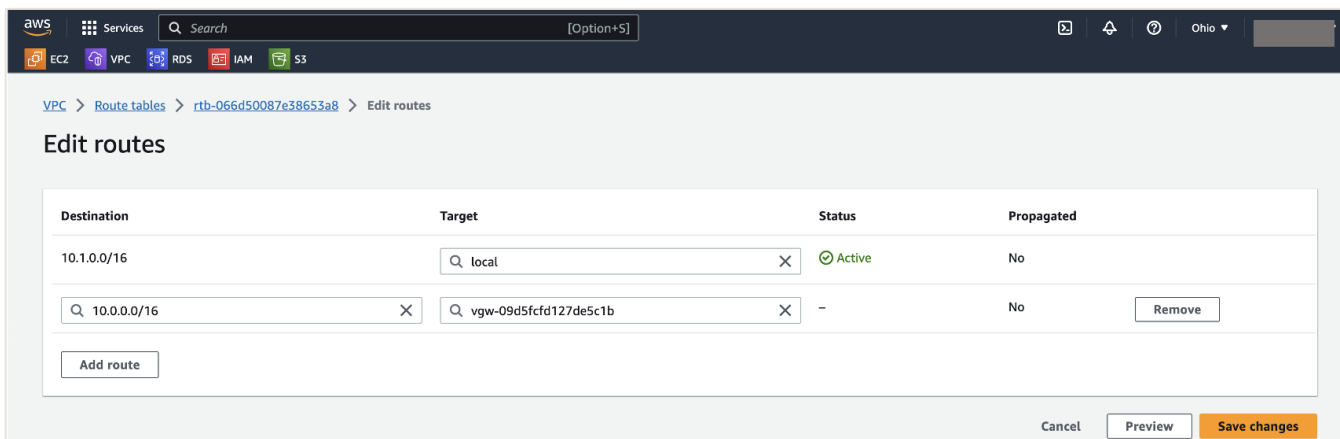 aws Services Search [Option+S] Ohio
EC2 VPC RDS IAM S3
VPC > Route tables > rtb-066d50087e38653a8 > Edit routes
Edit routes
Destination Target Status Propagated
10.1.0.0/16 local Active No
10.0.0.0/16 vgw-09d5fcfd127de5c1b – No Remove
Add route
Cancel Preview Save changes